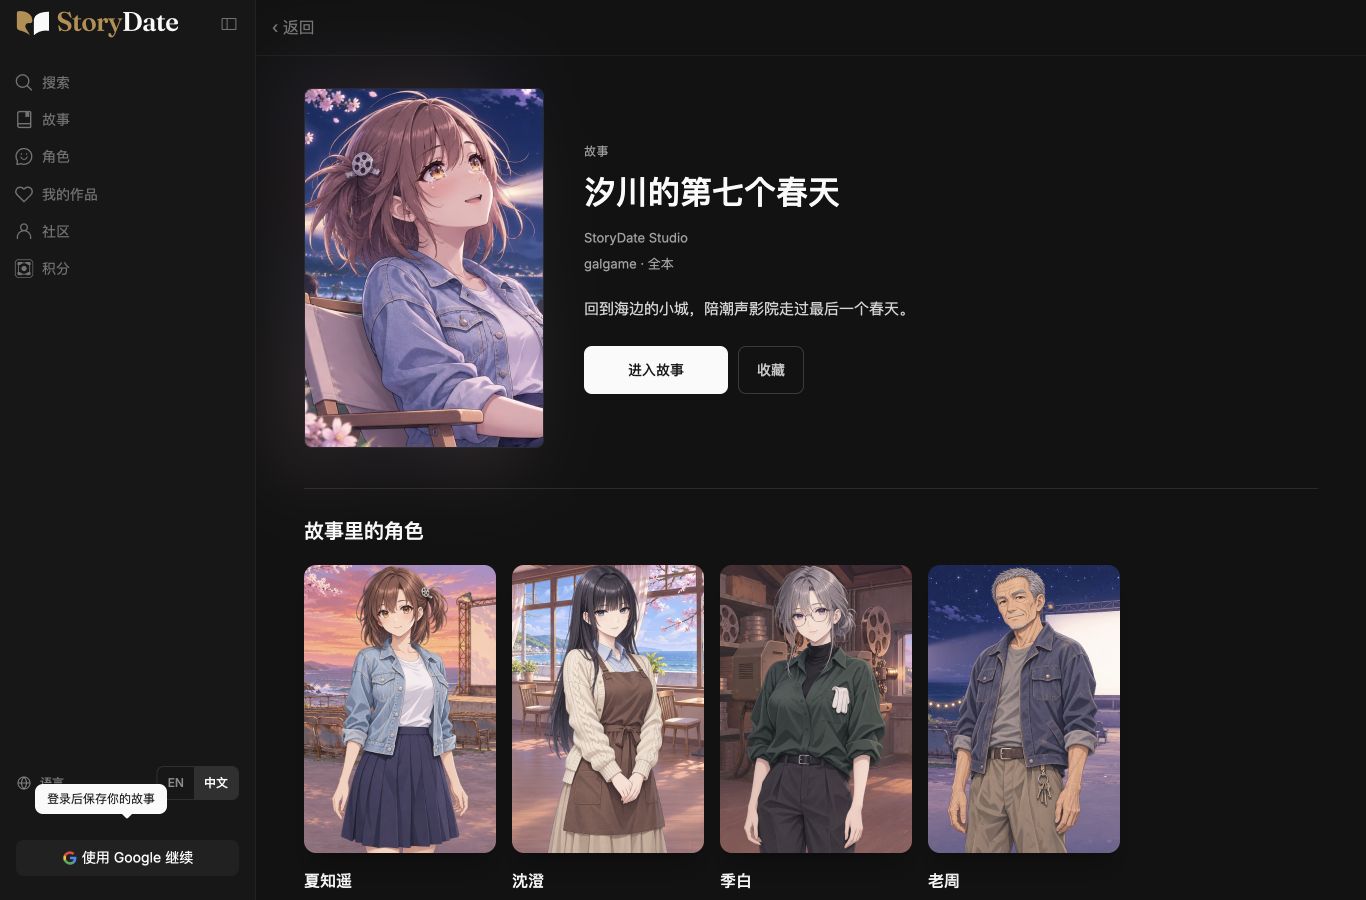 StoryDate
搜索
故事
角色
我的作品
社区
积分
语言
EN
中文
登录后保存你的故事
使用 Google 继续
‹ 返回
故事
汐川的第七个春天
StoryDate Studio
galgame · 全本
回到海边的小城，陪潮声影院走过最后一个春天。
进入故事
收藏
故事里的角色
夏知遥
沈澄
季白
老周